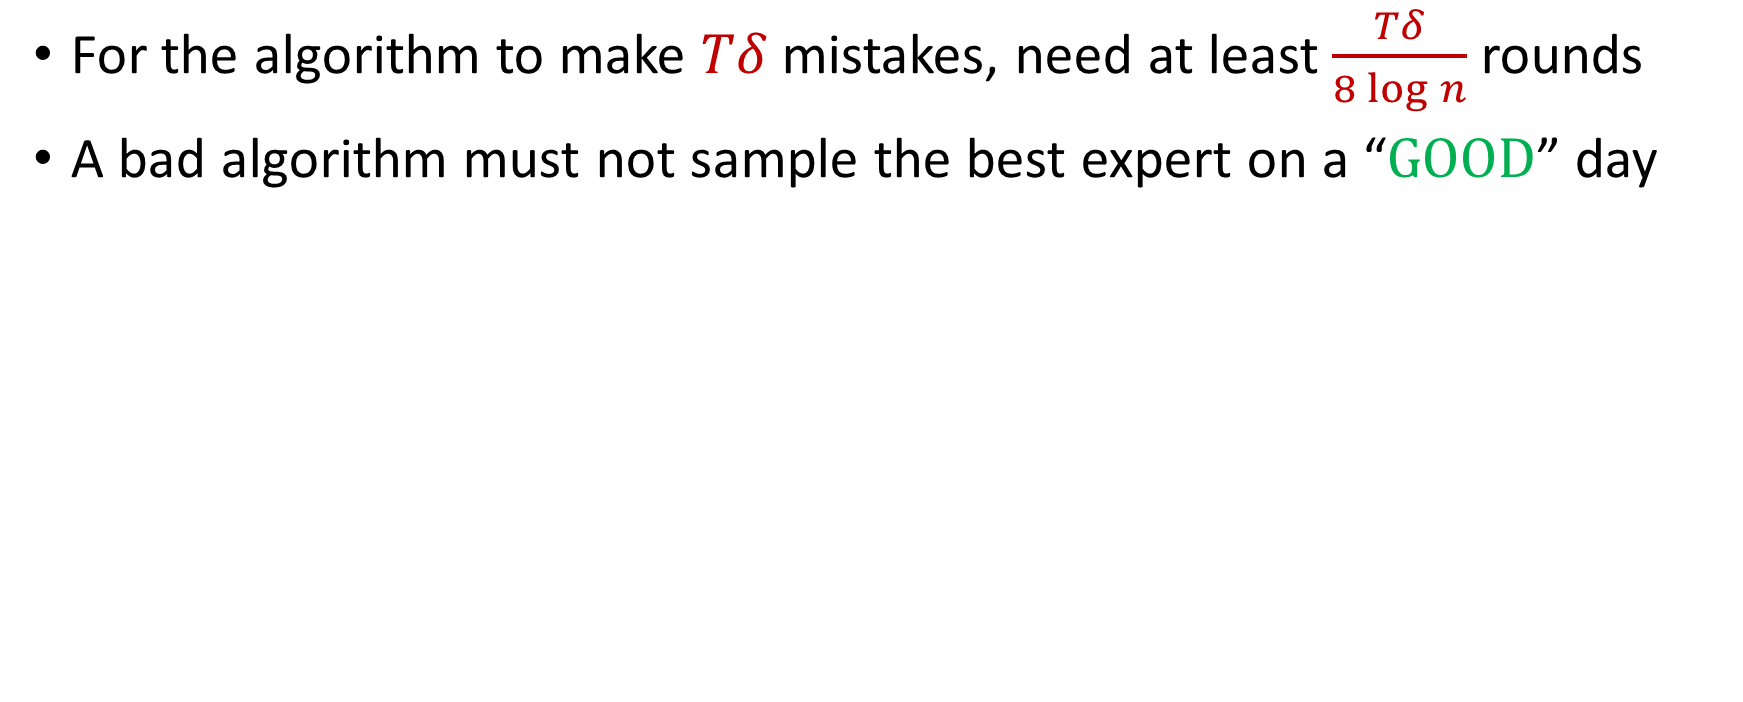 • For the algorithm to make Tδ mistakes, need at least Tδ / (8 log n) rounds
• A bad algorithm must not sample the best expert on a “GOOD” day